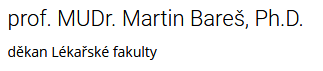 prof. MUDr. Martin Bareš, Ph.D.
děkan Lékařské fakulty